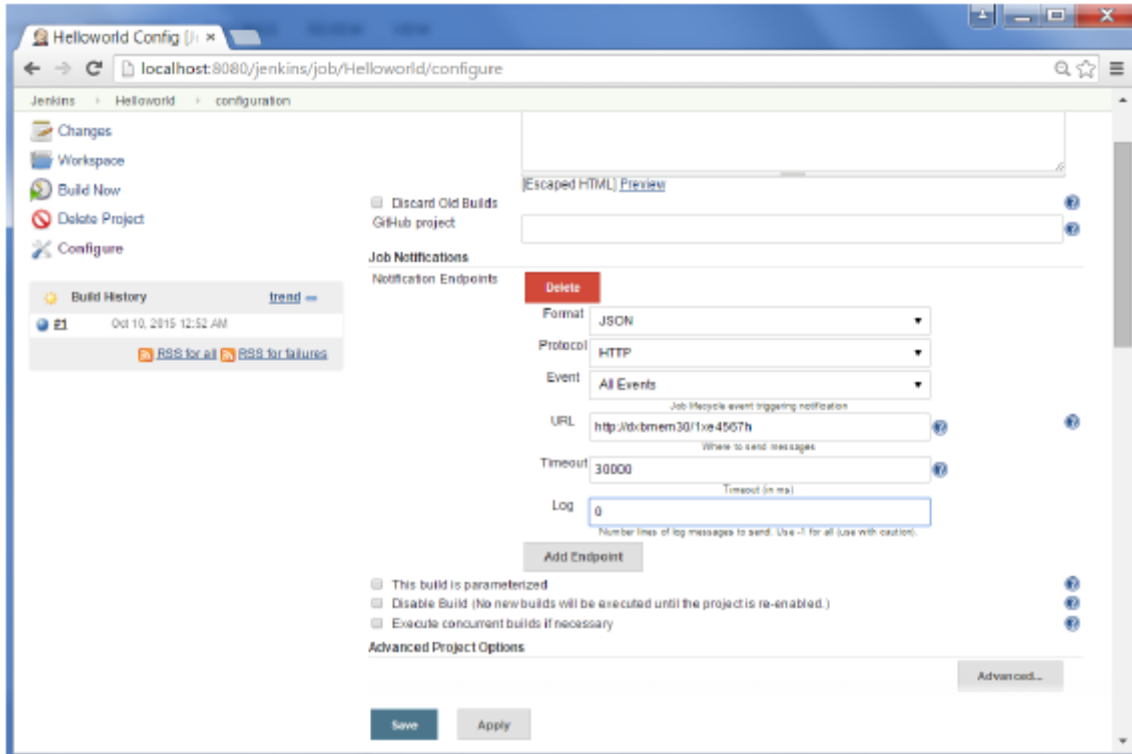 Helloworld Config [J
localhost:8080/jenkins/job/Helloworld/configure
Jenkins Helloworld configuration
Changes
Workspace
Build Now
Delete Project
Configure
Build History trend
#1 Oct 10, 2015 12:52 AM
RSS for all RSS for failures
[Escaped HTML] Preview
Discard Old Builds
GitHub project
Job Notifications
Notification Endpoints
Delete
Format JSON
Protocol HTTP
Event All Events
Job lifecycle event triggering notification
URL http://dxbmem30/1xe4567h
Where to send messages
Timeout 30000
Timeout (in ms)
Log 0
Number lines of log messages to send. Use -1 for all (use with caution).
Add Endpoint
This build is parameterized
Disable Build (No new builds will be executed until the project is re-enabled.)
Execute concurrent builds if necessary
Advanced Project Options
Advanced...
Save Apply